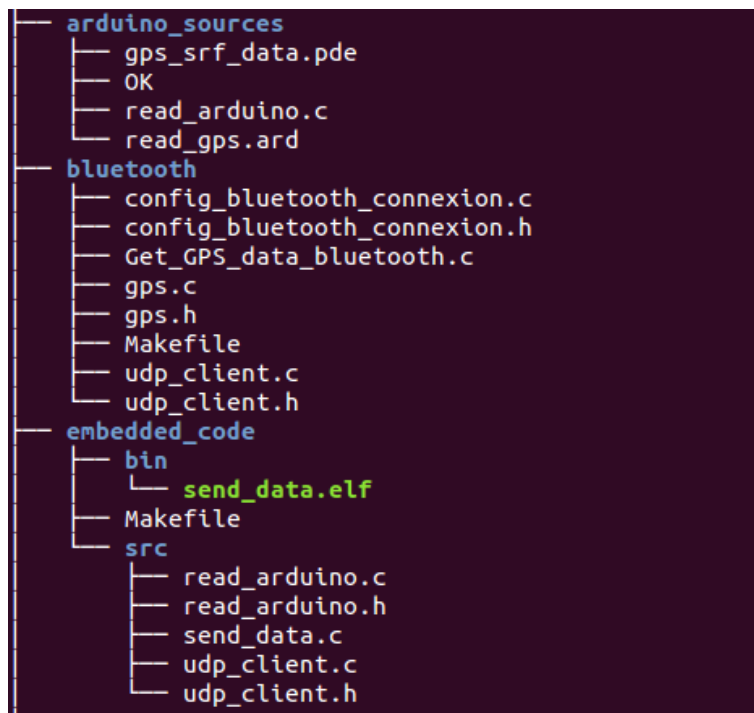 ├── arduino_sources
│   ├── gps_srf_data.pde
│   ├── OK
│   ├── read_arduino.c
│   └── read_gps.ard
├── bluetooth
│   ├── config_bluetooth_connexion.c
│   ├── config_bluetooth_connexion.h
│   ├── Get_GPS_data_bluetooth.c
│   ├── gps.c
│   ├── gps.h
│   ├── Makefile
│   ├── udp_client.c
│   └── udp_client.h
├── embedded_code
│   ├── bin
│   │   └── send_data.elf
│   ├── Makefile
│   └── src
│       ├── read_arduino.c
│       ├── read_arduino.h
│       ├── send_data.c
│       ├── udp_client.c
│       └── udp_client.h